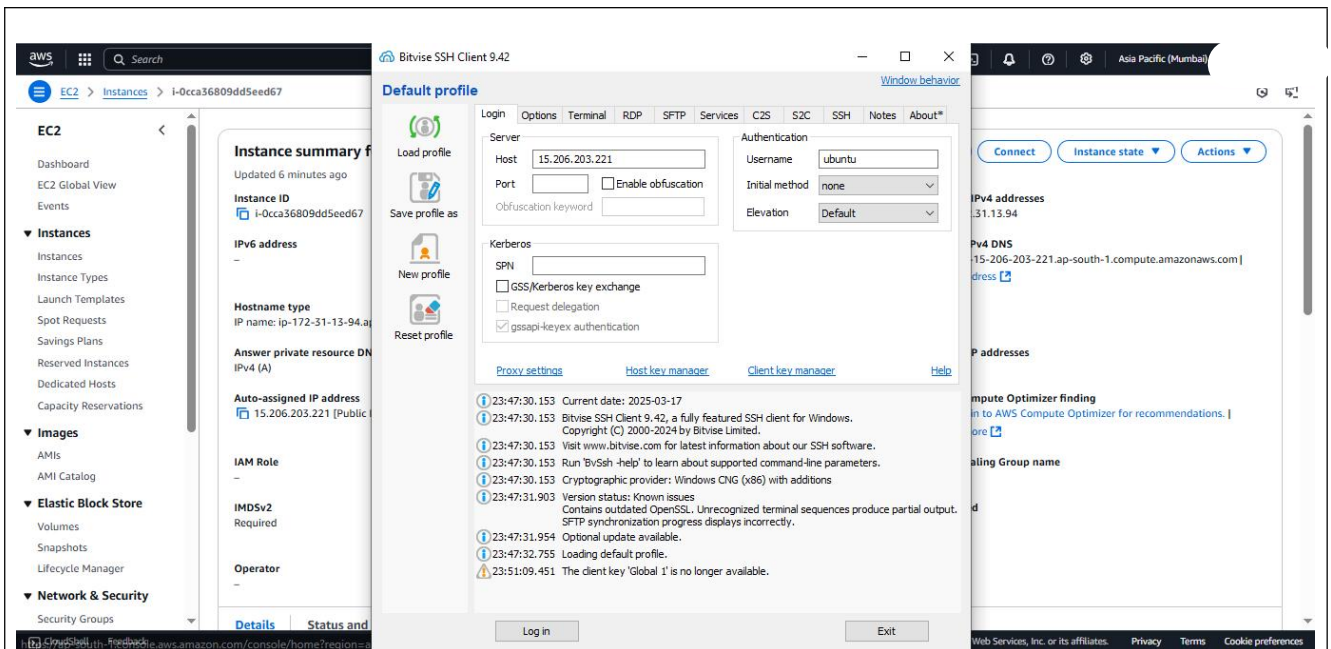 aws
Search
Asia Pacific (Mumbai)
EC2 > Instances > i-0cca36809dd5eed67
EC2
Dashboard
EC2 Global View
Events
Instances
Instances
Instance Types
Launch Templates
Spot Requests
Savings Plans
Reserved Instances
Dedicated Hosts
Capacity Reservations
Images
AMIs
AMI Catalog
Elastic Block Store
Volumes
Snapshots
Lifecycle Manager
Network & Security
Security Groups
CloudShell Feedback
Instance summary f
Updated 6 minutes ago
Instance ID
i-0cca36809dd5eed67
IPv6 address
–
Hostname type
IP name: ip-172-31-13-94.ap
Answer private resource DN
IPv4 (A)
Auto-assigned IP address
15.206.203.221 [Public I
IAM Role
–
IMDSv2
Required
Operator
–
Details Status and
Bitvise SSH Client 9.42
Window behavior
Default profile
Load profile
Save profile as
New profile
Reset profile
Login Options Terminal RDP SFTP Services C2S S2C SSH Notes About*
Server
Host 15.206.203.221
Port Enable obfuscation
Obfuscation keyword
Authentication
Username ubuntu
Initial method none
Elevation Default
Kerberos
SPN
GSS/Kerberos key exchange
Request delegation
gssapi-keyex authentication
Proxy settings Host key manager Client key manager Help
23:47:30.153 Current date: 2025-03-17
23:47:30.153 Bitvise SSH Client 9.42, a fully featured SSH client for Windows.
Copyright (C) 2000-2024 by Bitvise Limited.
23:47:30.153 Visit www.bitvise.com for latest information about our SSH software.
23:47:30.153 Run 'BvSsh -help' to learn about supported command-line parameters.
23:47:30.153 Cryptographic provider: Windows CNG (x86) with additions
23:47:31.903 Version status: Known issues
Contains outdated OpenSSL. Unrecognized terminal sequences produce partial output.
SFTP synchronization progress displays incorrectly.
23:47:31.954 Optional update available.
23:47:32.755 Loading default profile.
23:51:09.451 The client key 'Global 1' is no longer available.
Log in Exit
Connect Instance state Actions
IPv4 addresses
.31.13.94
Pv4 DNS
-15-206-203-221.ap-south-1.compute.amazonaws.com |
dress
P addresses
mpute Optimizer finding
in to AWS Compute Optimizer for recommendations. |
ore
aling Group name
d
Web Services, Inc. or its affiliates. Privacy Terms Cookie preferences